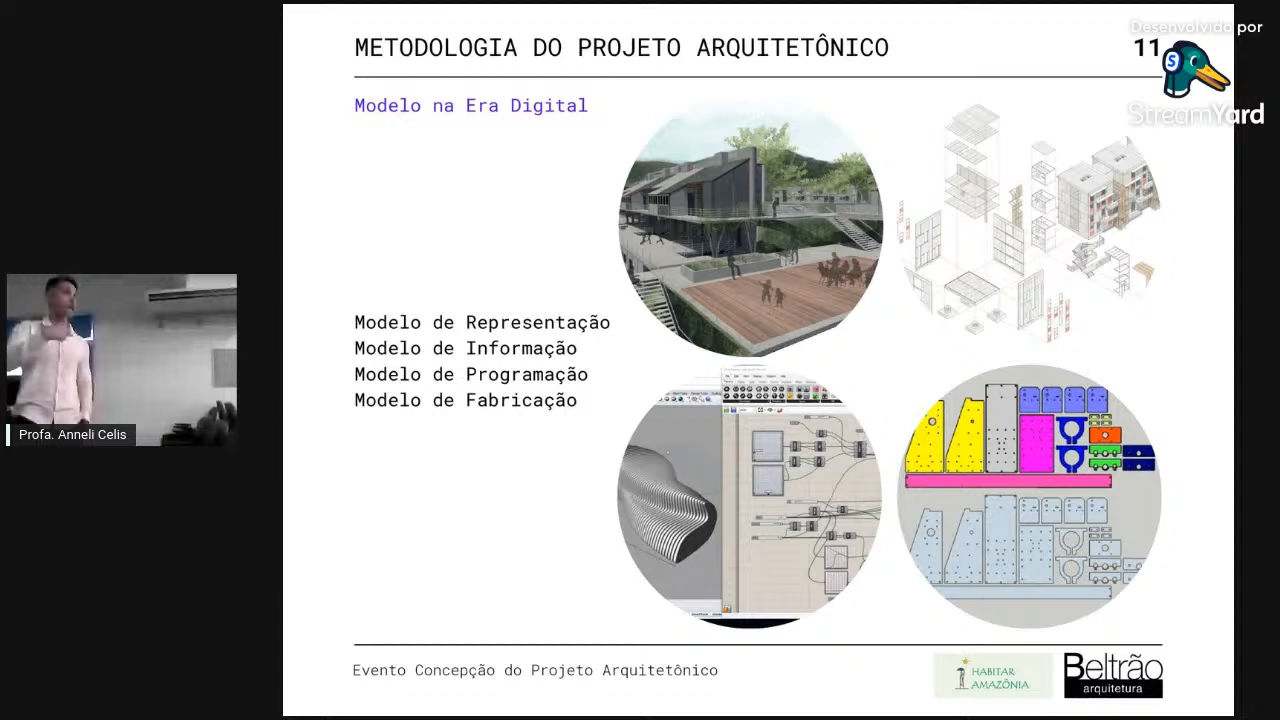 METODOLOGIA DO PROJETO ARQUITETÔNICO
11
Desenvolvido por
S
StreamYard
Modelo na Era Digital
Modelo de Representação
Modelo de Informação
Modelo de Programação
Modelo de Fabricação
Profa. Anneli Celis
Evento Concepção do Projeto Arquitetônico
HABITAR
AMAZÔNIA
Beltrão
arquitetura